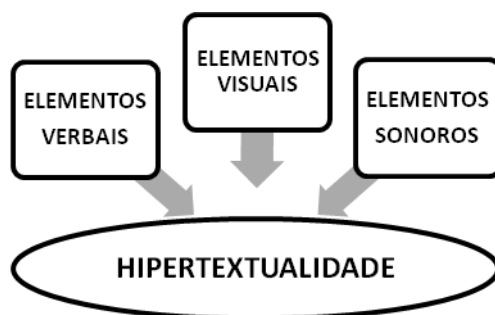 ELEMENTOS
VERBAIS
ELEMENTOS
VISUAIS
ELEMENTOS
SONOROS
HIPERTEXTUALIDADE